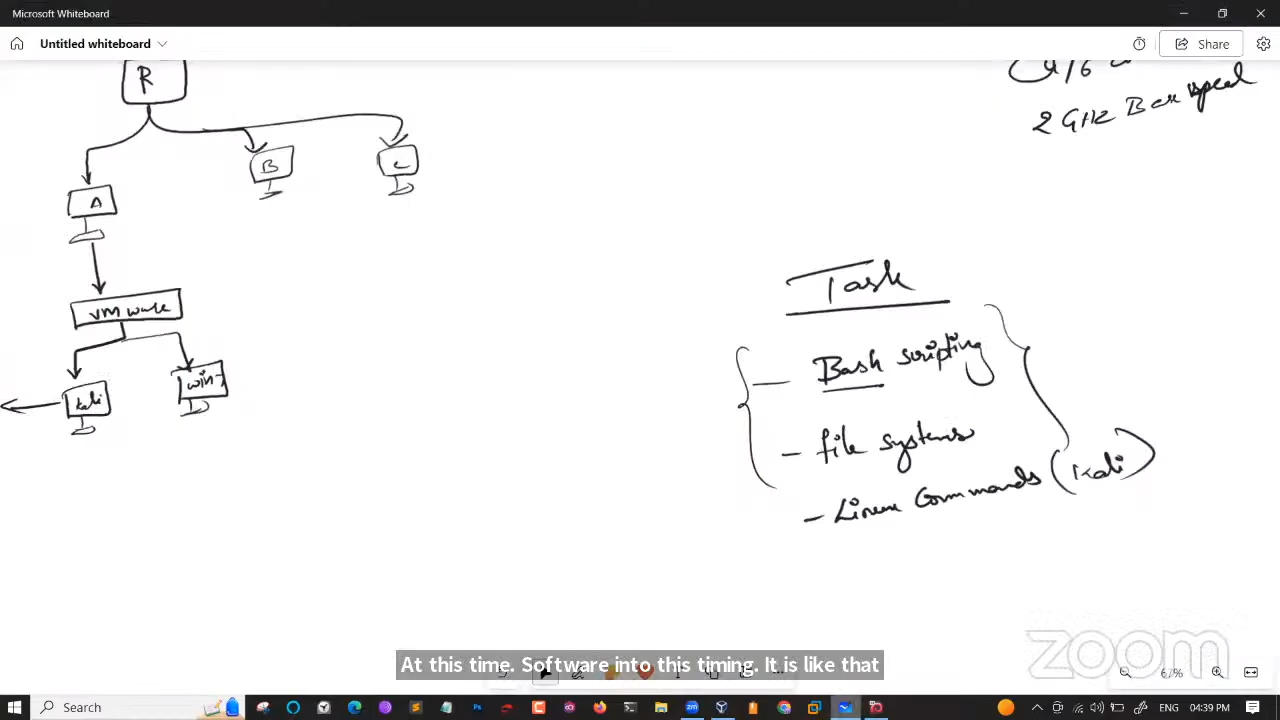 Microsoft Whiteboard
Untitled whiteboard
Share
R
2 GHz Base speed
B
C
A
VM ware
Kali
win-7
Task
- Bash scripting
- file systems
- Linux Commands (Kali)
zoom
At this time. Software into this timing. It is like that
67%
Search
ENG
04:39 PM